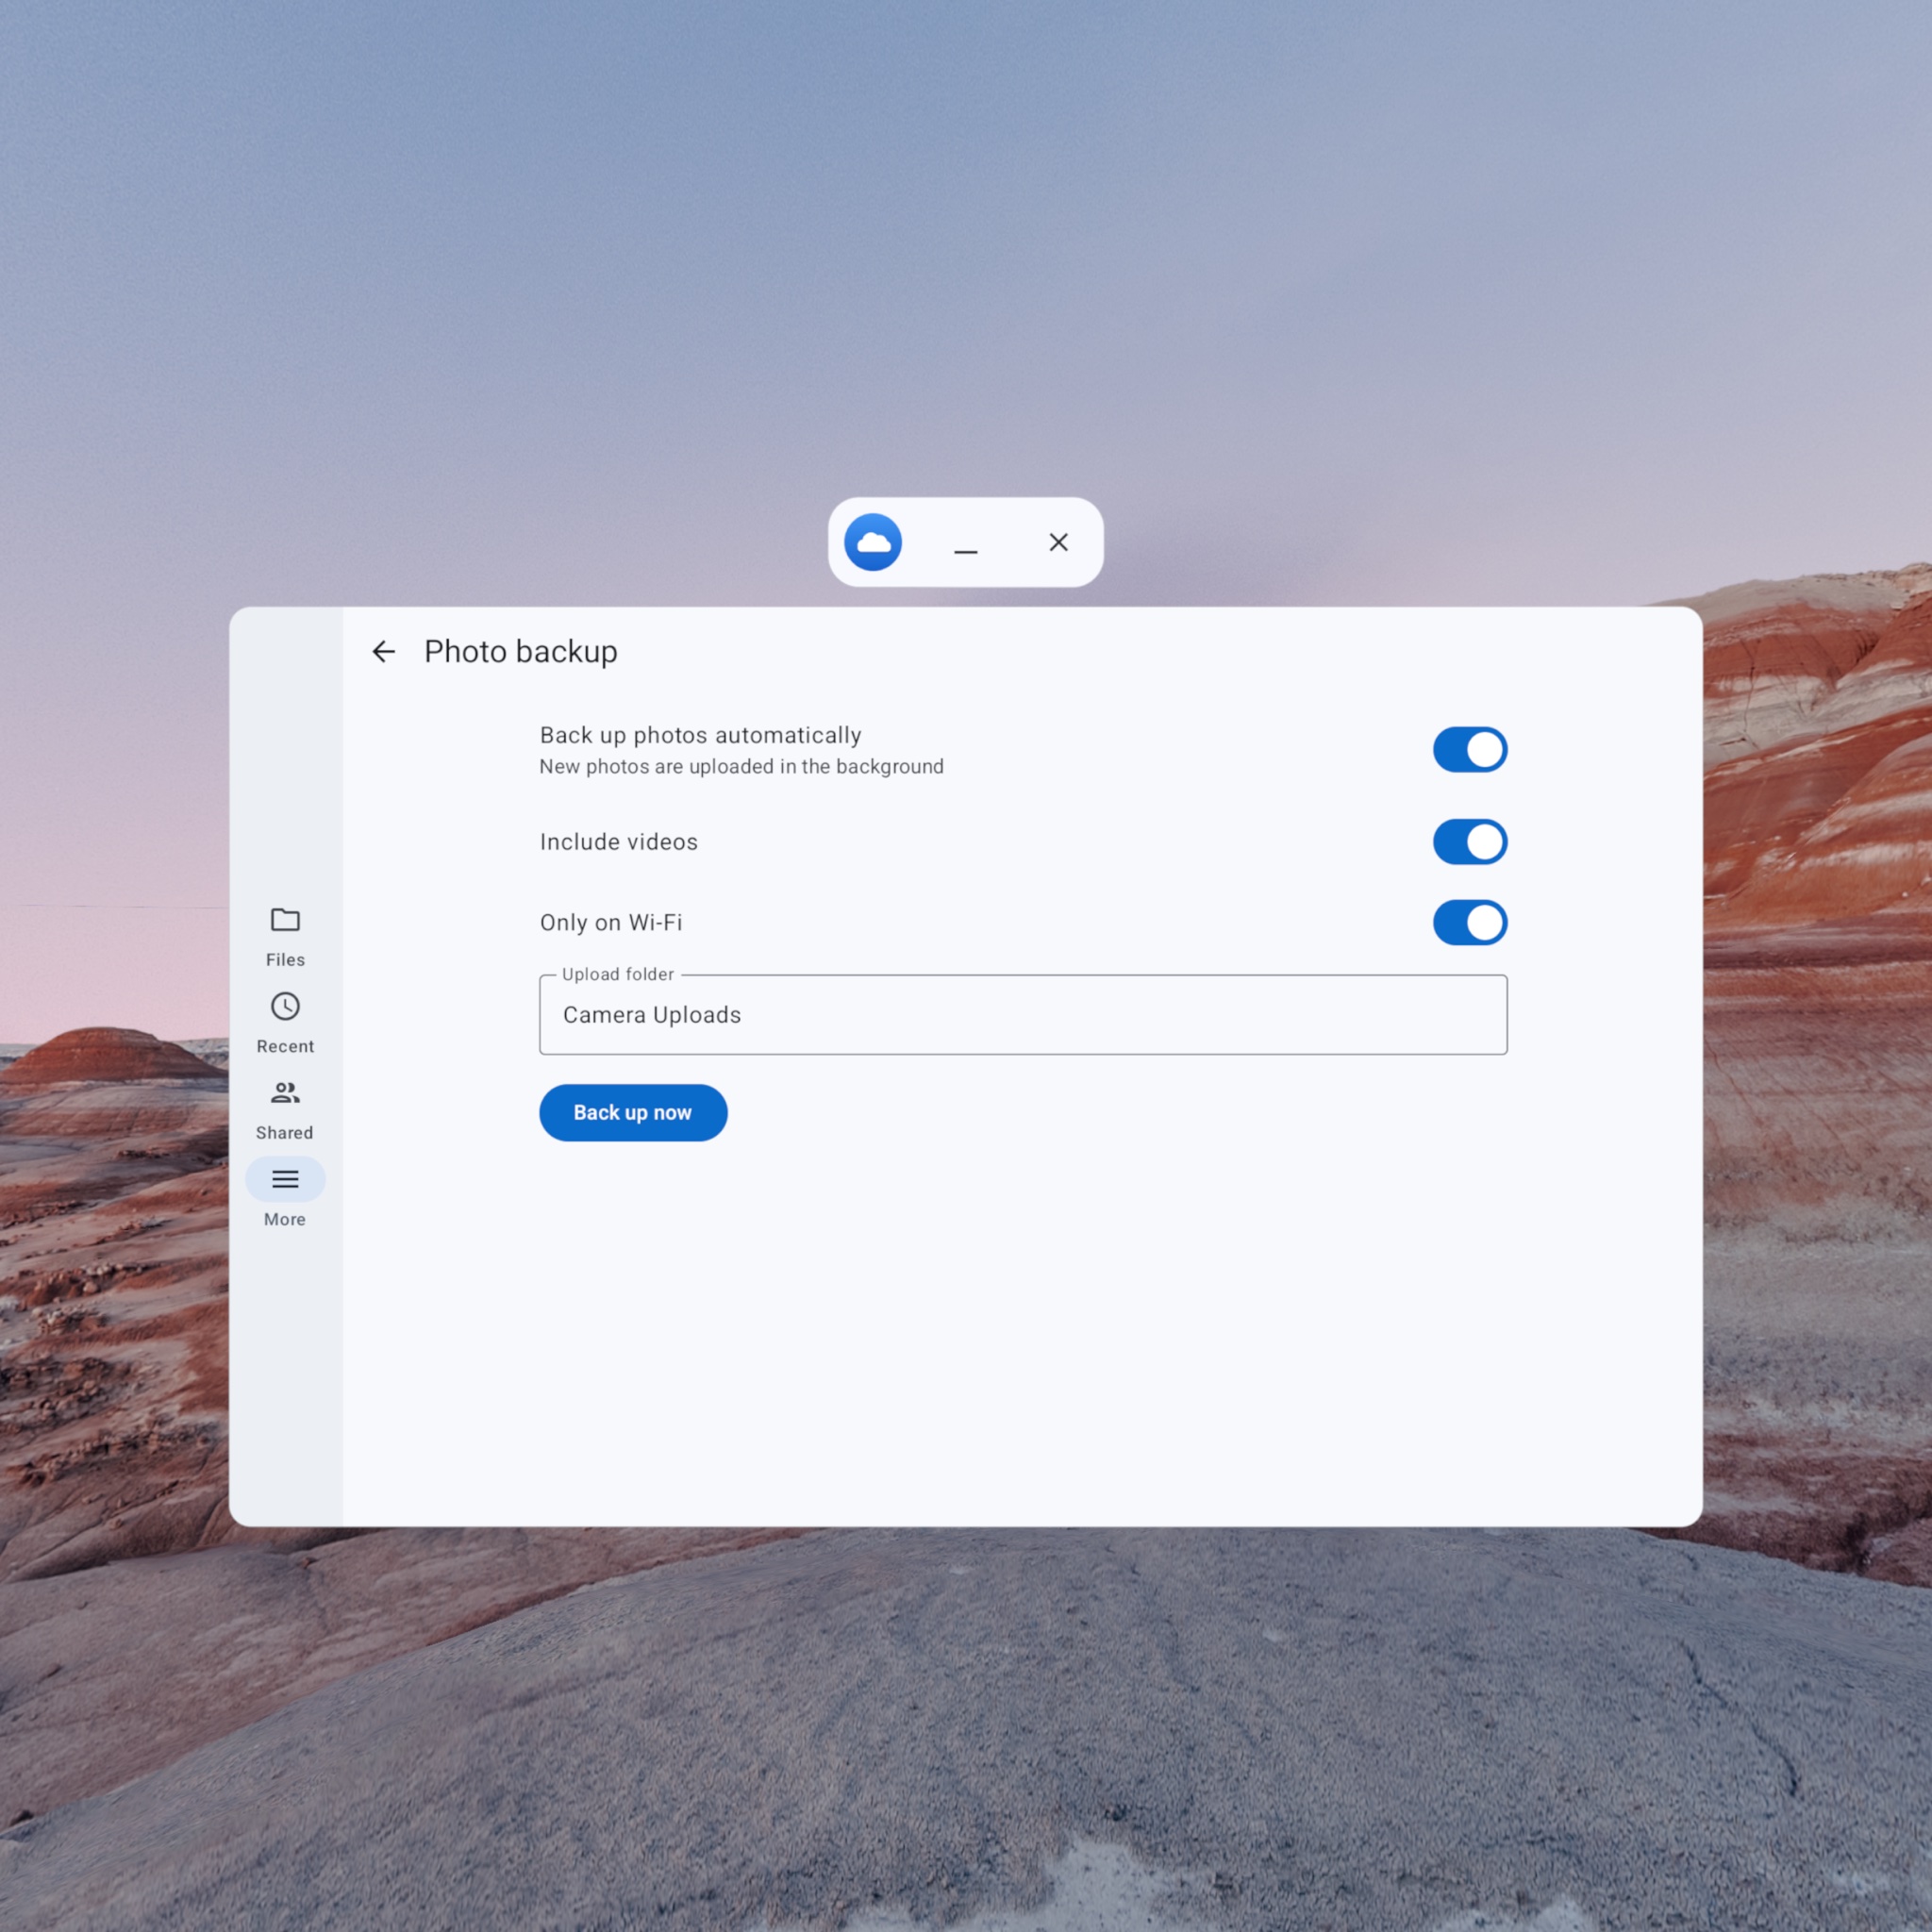 Photo backup
Back up photos automatically
New photos are uploaded in the background
Include videos
Only on Wi-Fi
Upload folder
Camera Uploads
Back up now
Files
Recent
Shared
More